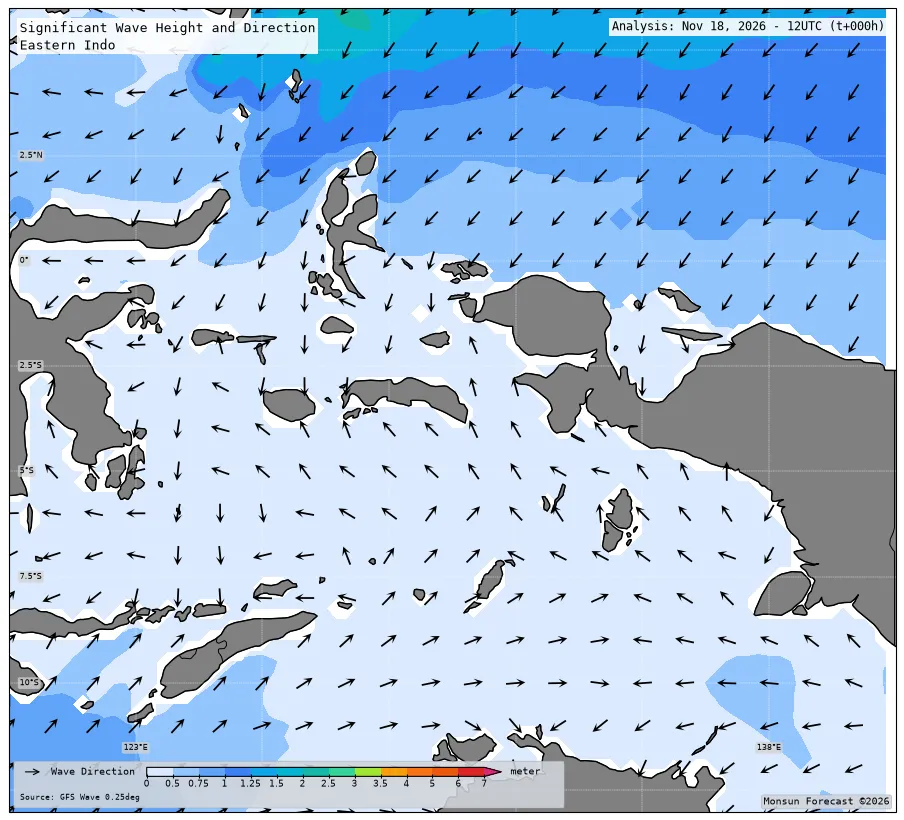 Significant Wave Height and Direction
Eastern Indo
Analysis: Nov 18, 2026 - 12UTC (t+000h)
2.5°N
0°
2.5°S
5°S
7.5°S
10°S
123°E
138°E
Wave Direction
0 0.5 0.75 1 1.25 1.5 2 2.5 3 3.5 4 5 6 7
meter
Source: GFS Wave 0.25deg
Monsun Forecast ©2026